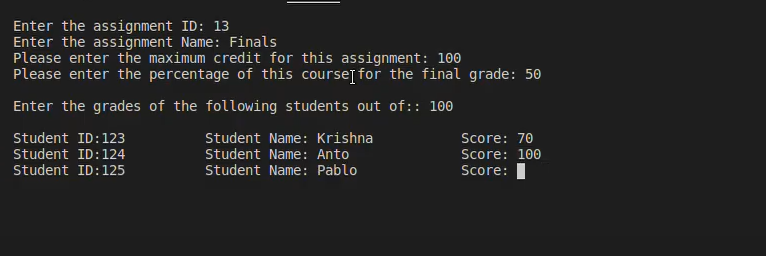 Enter the assignment ID: 13
Enter the assignment Name: Finals
Please enter the maximum credit for this assignment: 100
Please enter the percentage of this course for the final grade: 50
Enter the grades of the following students out of:: 100
Student ID:123 Student Name: Krishna Score: 70
Student ID:124 Student Name: Anto Score: 100
Student ID:125 Student Name: Pablo Score: